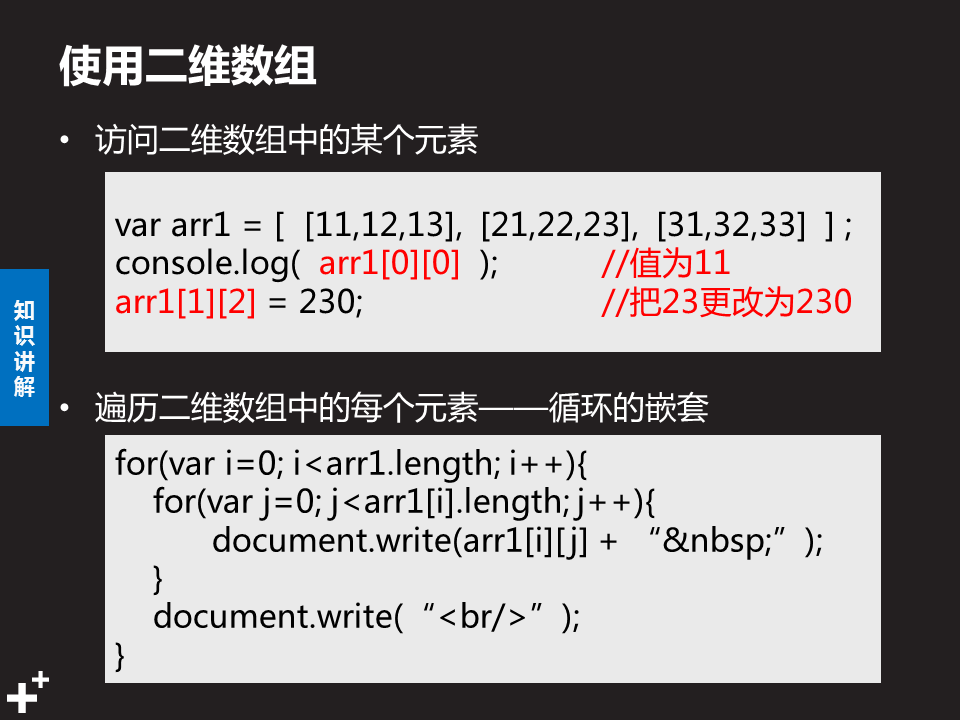 使用二维数组
• 访问二维数组中的某个元素
var arr1 = [ [11,12,13], [21,22,23], [31,32,33] ] ;
console.log( arr1[0][0] ); //值为11
arr1[1][2] = 230; //把23更改为230
知识讲解
• 遍历二维数组中的每个元素——循环的嵌套
for(var i=0; i<arr1.length; i++){
for(var j=0; j<arr1[i].length; j++){
document.write(arr1[i][j] + “&nbsp;”);
}
document.write(“<br/>”);
}